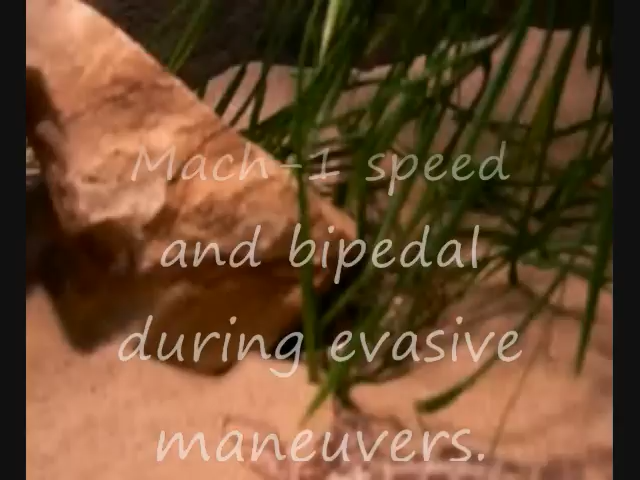 Mach-1 speed
and bipedal
during evasive
maneuvers.